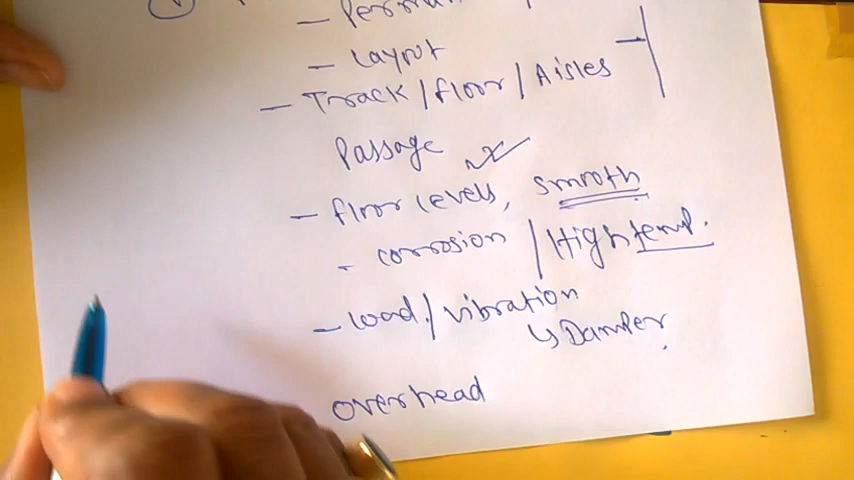 - Layout
- Track / floor / Aisles
Passage
- floor levels, smooth
- corrosion / High temp.
- Load / vibration
↳ Damper
overhead